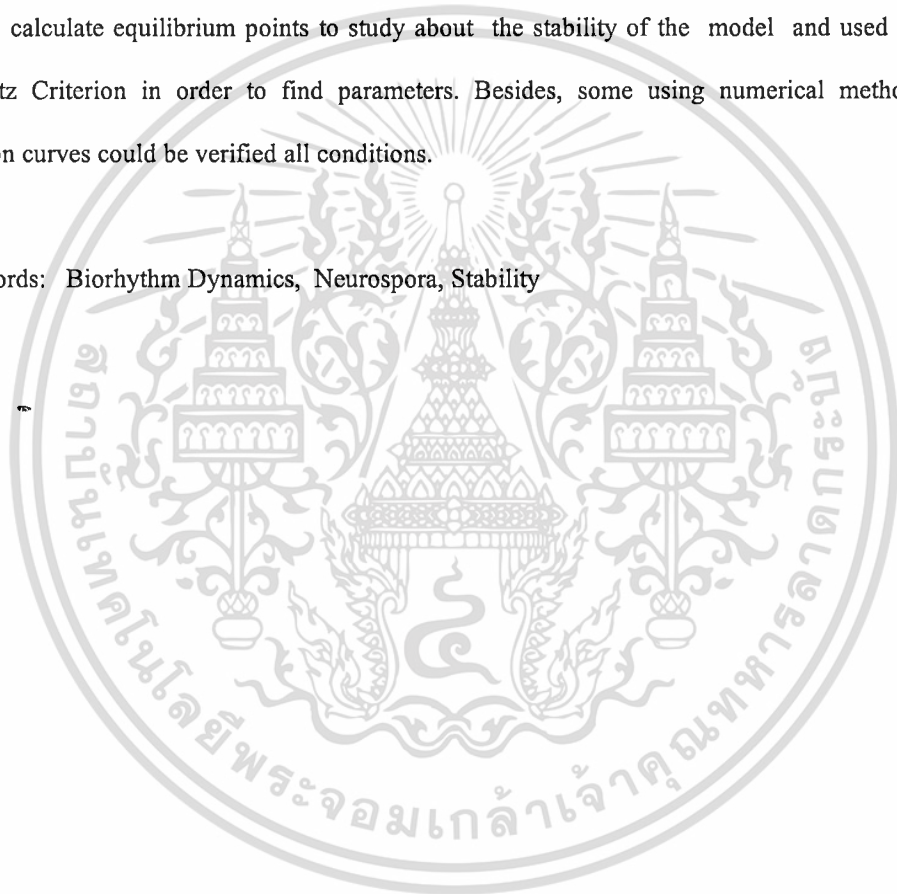 calculate equilibrium points to study about the stability of the model and used
tz Criterion in order to find parameters. Besides, some using numerical metho
on curves could be verified all conditions.
ords: Biorhythm Dynamics, Neurospora, Stability
สถาบันเทคโนโลยีพระจอมเกล้าเจ้าคุณทหารลาดกระบัง